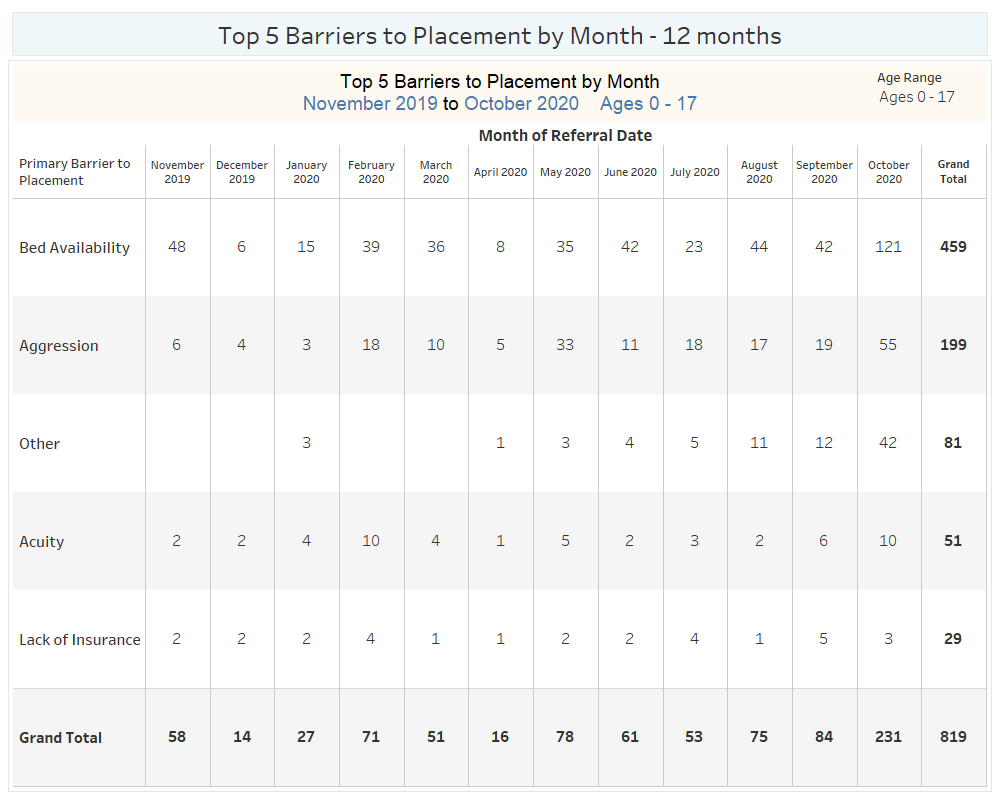 Top 5 Barriers to Placement by Month - 12 months
Top 5 Barriers to Placement by Month
November 2019 to October 2020 Ages 0 - 17
Age Range
Ages 0 - 17
Month of Referral Date
Primary Barrier to
Placement
November
2019
December
2019
January
2020
February
2020
March
2020
April 2020
May 2020
June 2020
July 2020
August
2020
September
2020
October
2020
Grand
Total
Bed Availability 48 6 15 39 36 8 35 42 23 44 42 121 459
Aggression 6 4 3 18 10 5 33 11 18 17 19 55 199
Other 3 1 3 4 5 11 12 42 81
Acuity 2 2 4 10 4 1 5 2 3 2 6 10 51
Lack of Insurance 2 2 2 4 1 1 2 2 4 1 5 3 29
Grand Total 58 14 27 71 51 16 78 61 53 75 84 231 819